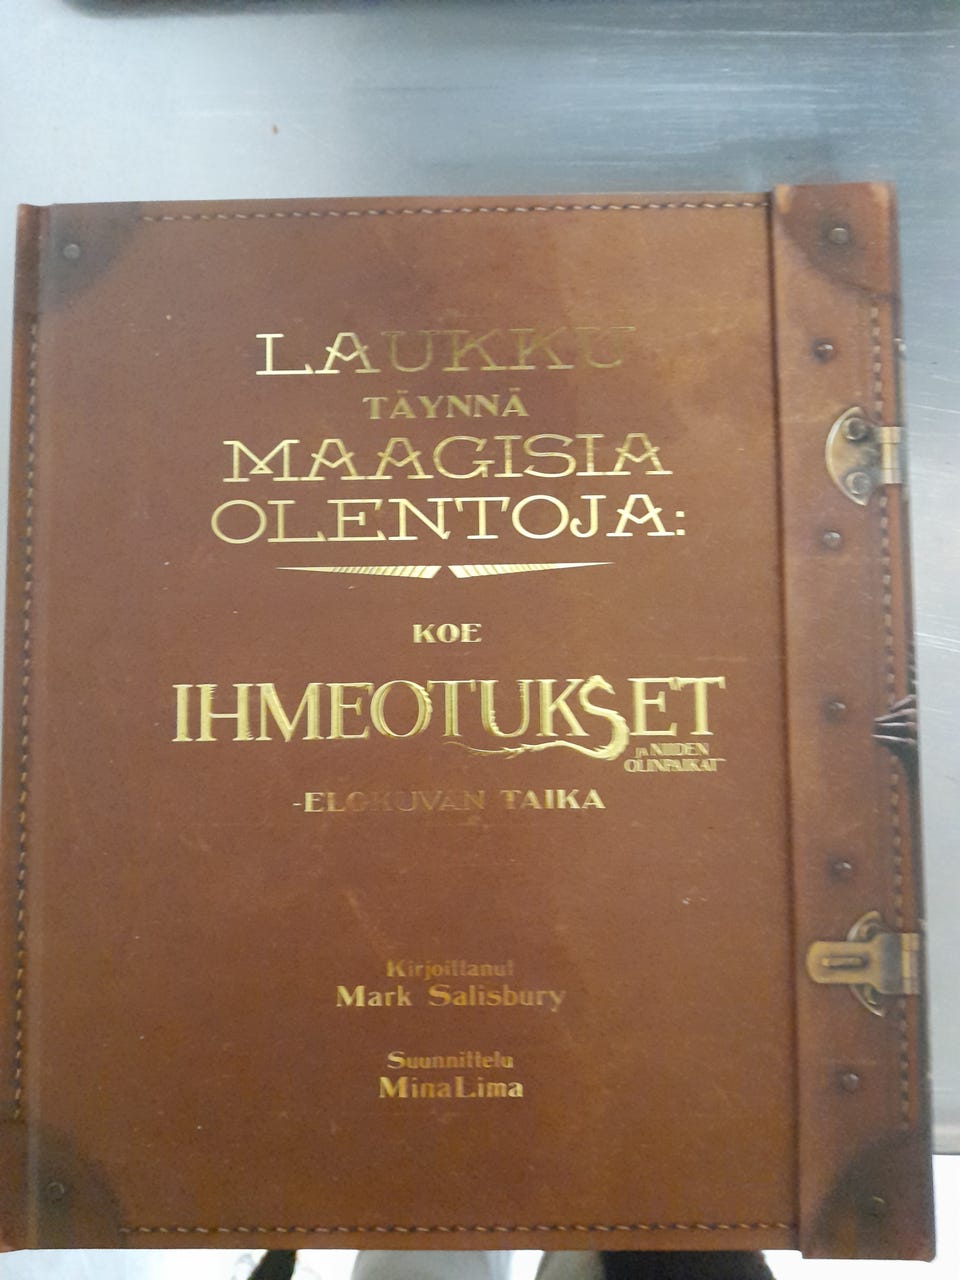 LAUKKU
TÄYNNÄ
MAAGISIA
OLENTOJA:
KOE
IHMEOTUKSET
JA NIIDEN
OLINPAIKAT
-ELOKUVAN TAIKA
Kirjoittanut
Mark Salisbury
Suunnittelu
MinaLima